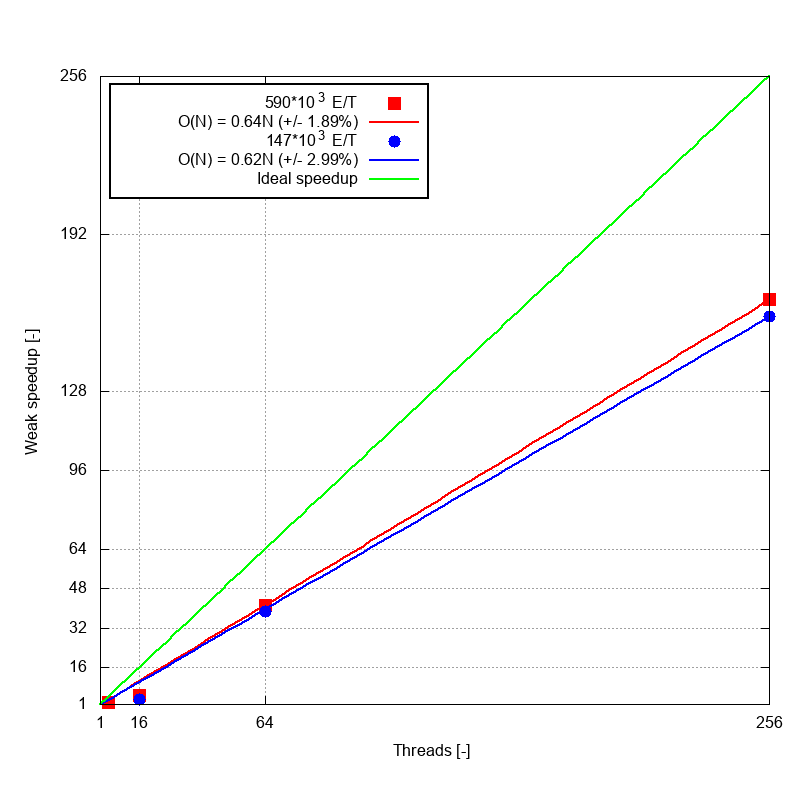 256
192
128
96
64
48
32
16
1
Weak speedup [-]
590*10 3 E/T
O(N) = 0.64N (+/- 1.89%)
147*10 3 E/T
O(N) = 0.62N (+/- 2.99%)
Ideal speedup
1 16 64 256
Threads [-]